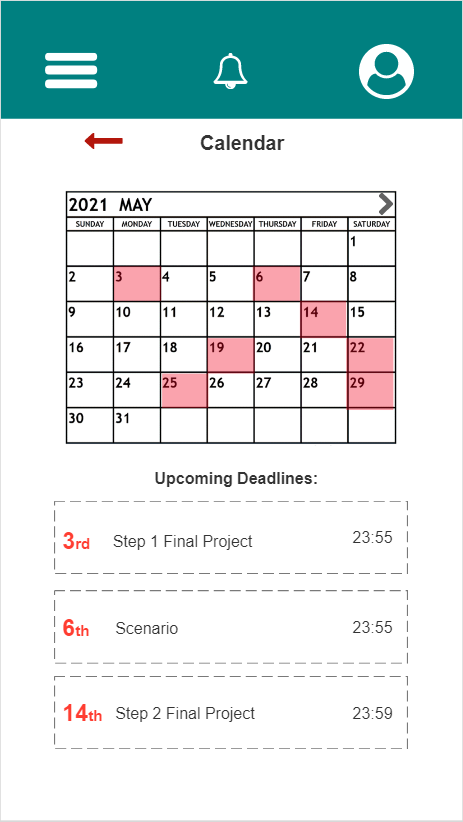 Calendar
2021 MAY
SUNDAY MONDAY TUESDAY WEDNESDAY THURSDAY FRIDAY SATURDAY
1
2 3 4 5 6 7 8
9 10 11 12 13 14 15
16 17 18 19 20 21 22
23 24 25 26 27 28 29
30 31
Upcoming Deadlines:
3rd Step 1 Final Project 23:55
6th Scenario 23:55
14th Step 2 Final Project 23:59